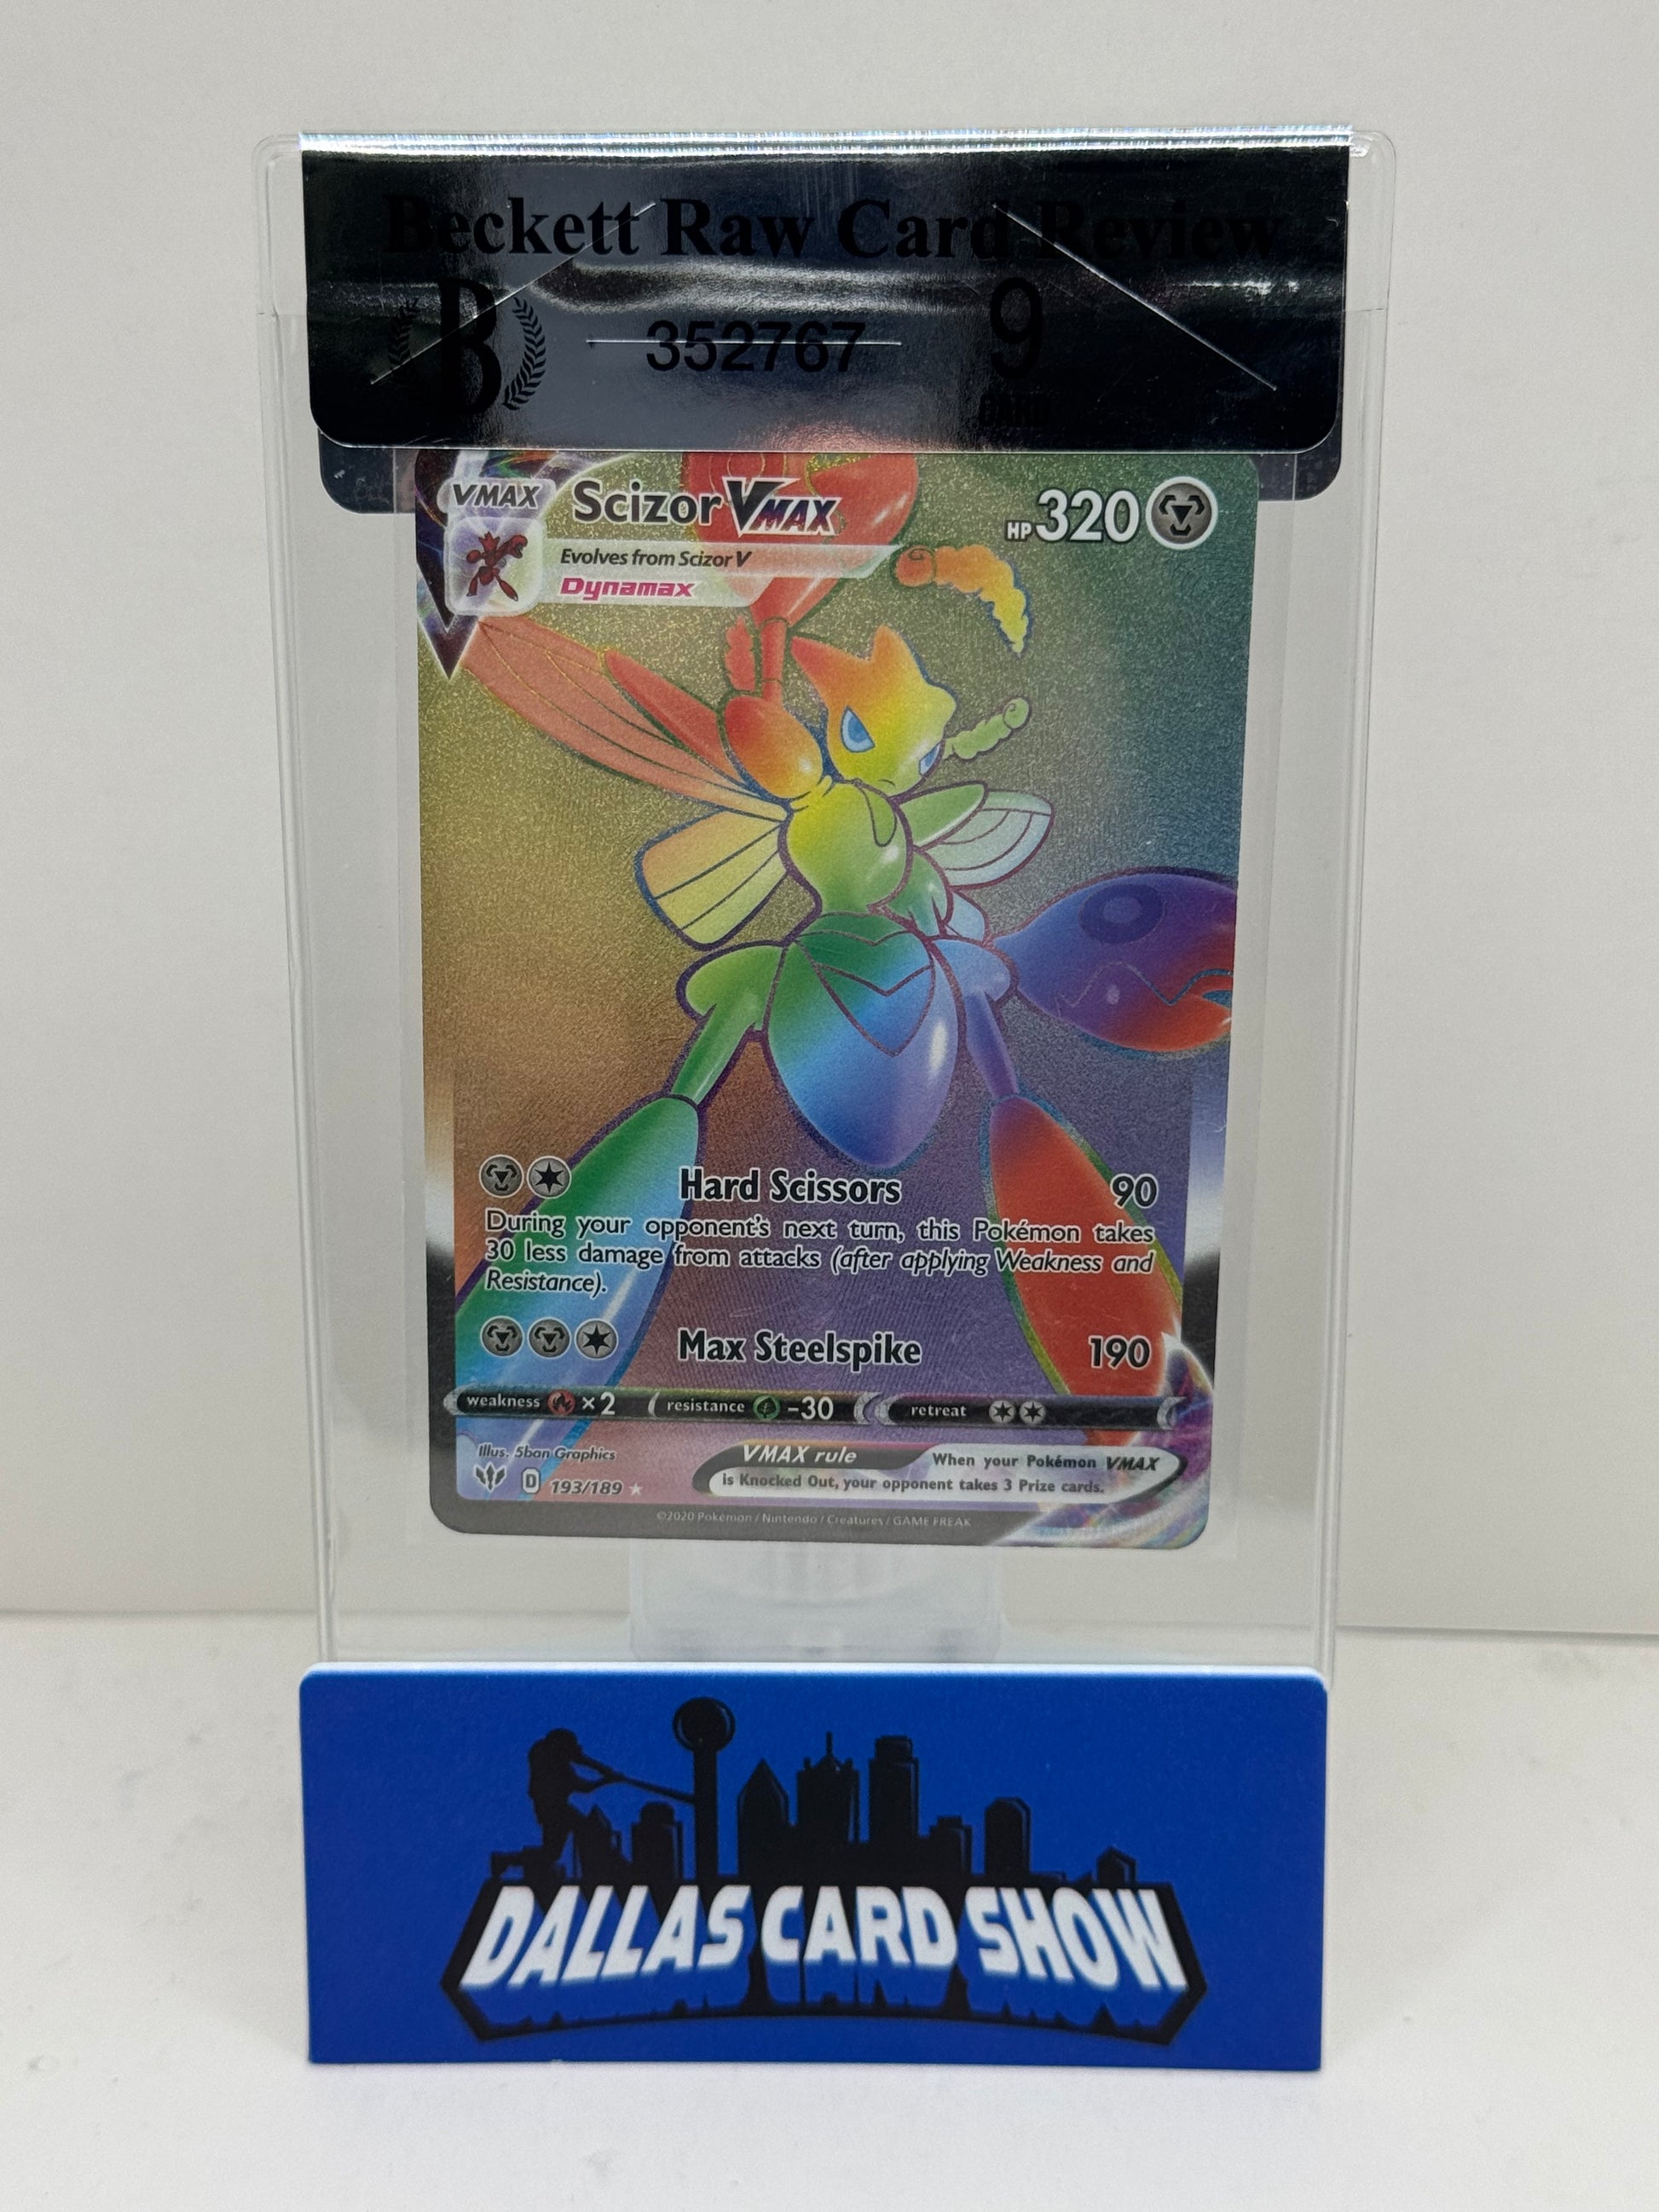 Beckett Raw Card Review
B 352767 9
VMAX Scizor VMAX HP 320
Evolves from Scizor V
Dynamax
Hard Scissors 90
During your opponent's next turn, this Pokémon takes
30 less damage from attacks (after applying Weakness and
Resistance).
Max Steelspike 190
weakness ×2 resistance -30 retreat
Illus. 5ban Graphics
D 193/189
VMAX rule When your Pokémon VMAX
is Knocked Out, your opponent takes 3 Prize cards.
©2020 Pokémon / Nintendo / Creatures / GAME FREAK
DALLAS CARD SHOW